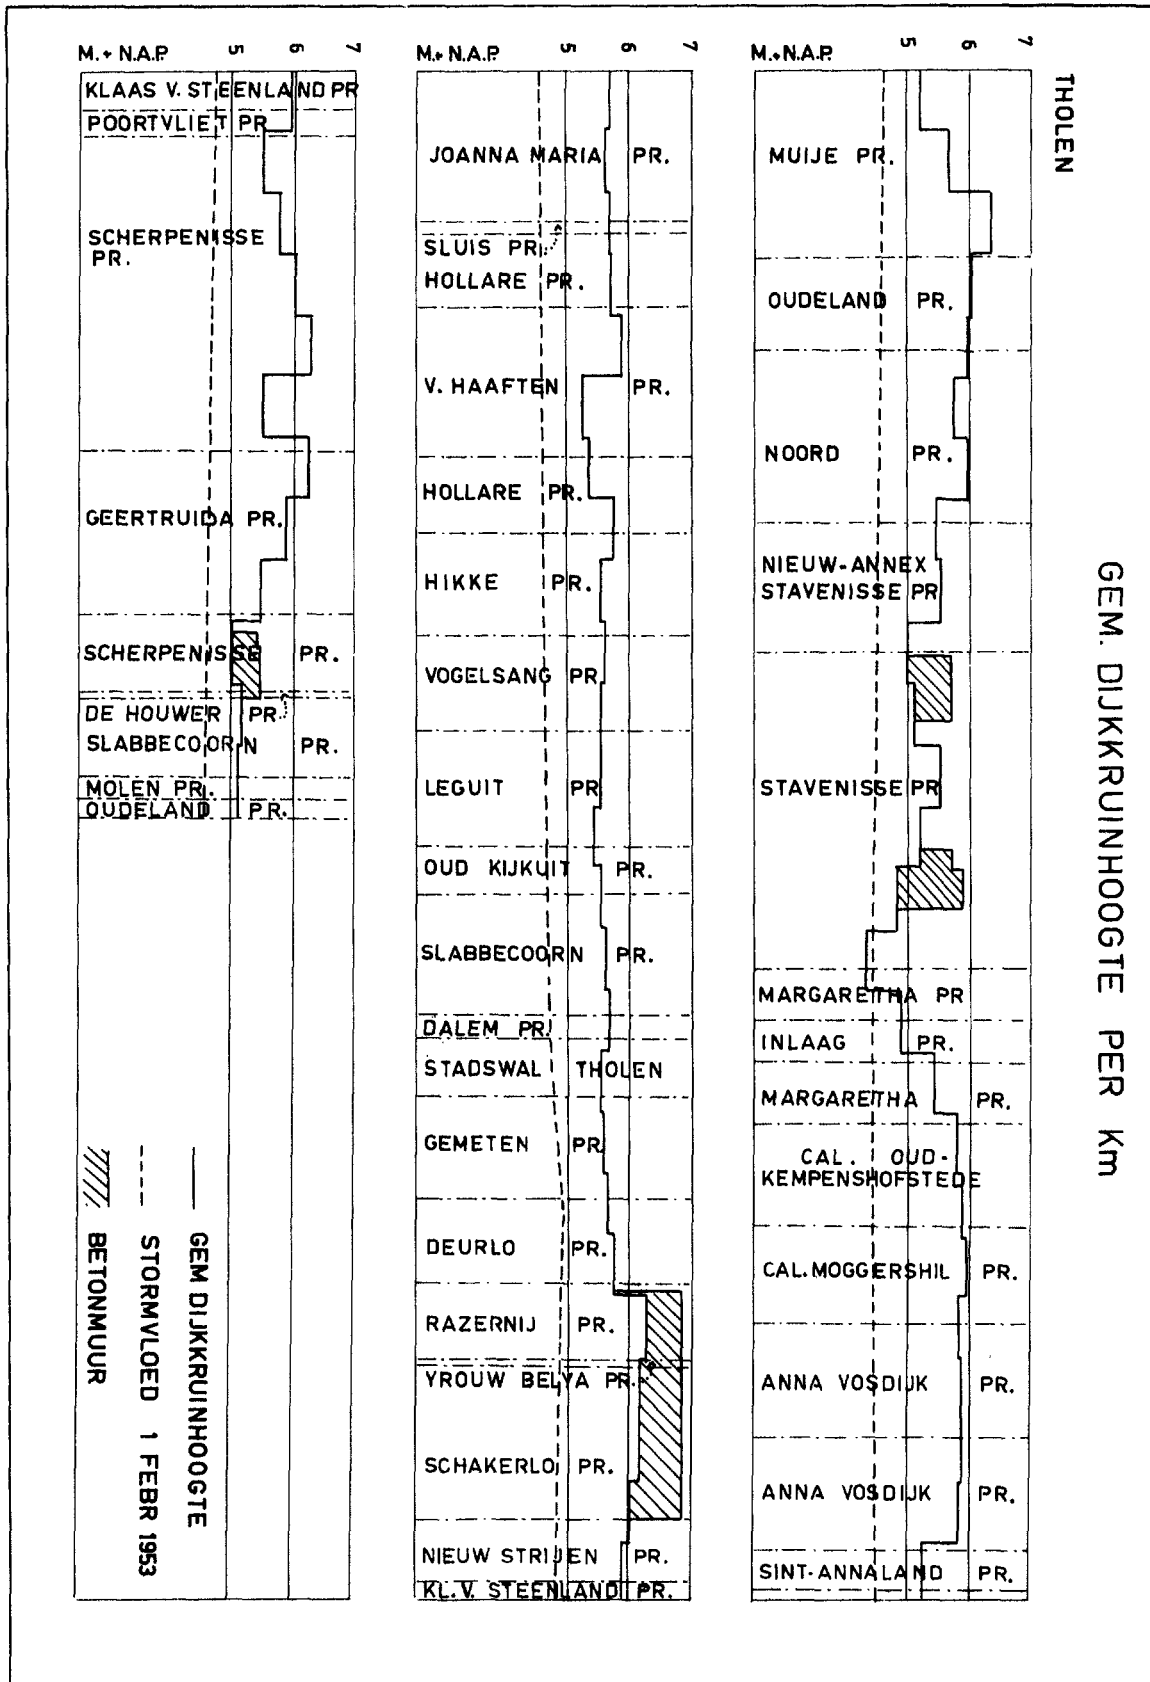 GEM. DIJKKRUINHOOGTE PER Km
THOLEN
M.+ N.A.P. 5 6 7
MUIJE PR.
OUDELAND PR.
NOORD PR.
NIEUW-ANNEX
STAVENISSE PR
STAVENISSE PR
MARGARETHA PR
INLAAG PR.
MARGARETHA PR.
CAL. OUD-
KEMPENSHOFSTEDE
CAL. MOGGERSHIL PR.
ANNA VOSDIJK PR.
ANNA VOSDIJK PR.
SINT-ANNALAND PR.
M.+ N.A.P. 5 6 7
JOANNA MARIA PR.
SLUIS PR.
HOLLARE PR.
V. HAAFTEN PR.
HOLLARE PR.
HIKKE PR.
VOGELSANG PR
LEGUIT PR
OUD KIJKUIT PR.
SLABBECOORN PR.
DALEM PR.
STADSWAL THOLEN
GEMETEN PR
DEURLO PR.
RAZERNIJ PR.
YROUW BELYA PR.
SCHAKERLO PR.
NIEUW STRIJEN PR.
KL. V. STEENLAND PR.
M.+ N.A.P. 5 6 7
KLAAS V. STEENLAND PR
POORTVLIET PR
SCHERPENISSE
PR.
GEERTRUIDA PR.
SCHERPENISSE PR.
DE HOUWER PR
SLABBECOORN PR.
MOLEN PR.
OUDELAND PR.
GEM DIJKKRUINHOOGTE
STORMVLOED 1 FEBR 1953
BETONMUUR